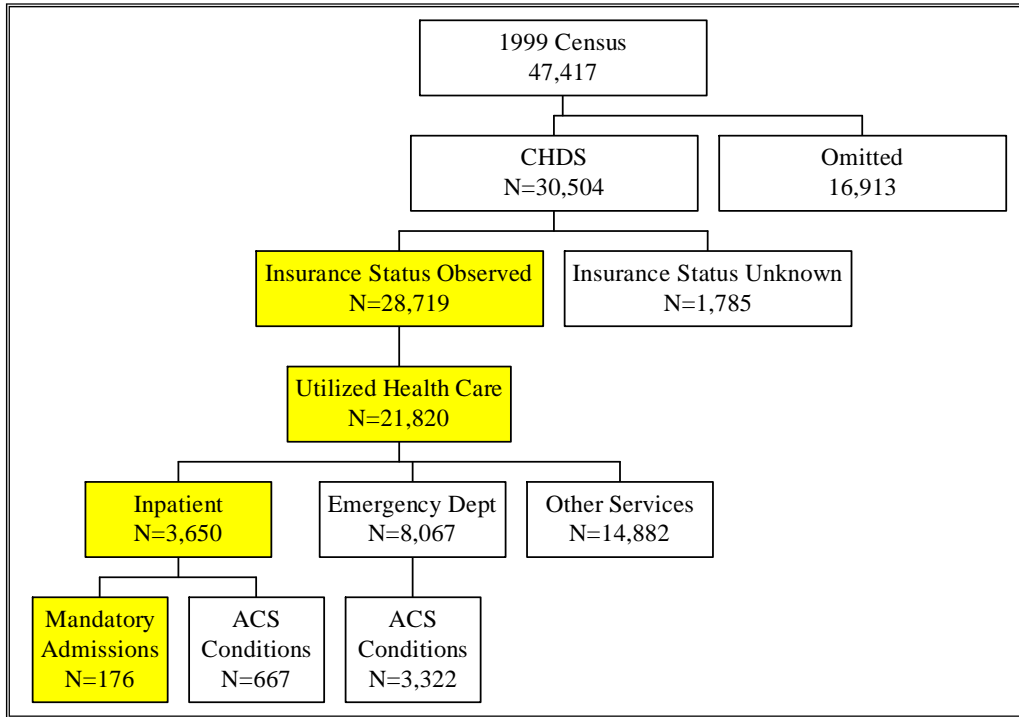 1999 Census
47,417
CHDS
N=30,504
Omitted
16,913
Insurance Status Observed
N=28,719
Insurance Status Unknown
N=1,785
Utilized Health Care
N=21,820
Inpatient
N=3,650
Emergency Dept
N=8,067
Other Services
N=14,882
Mandatory
Admissions
N=176
ACS
Conditions
N=667
ACS
Conditions
N=3,322